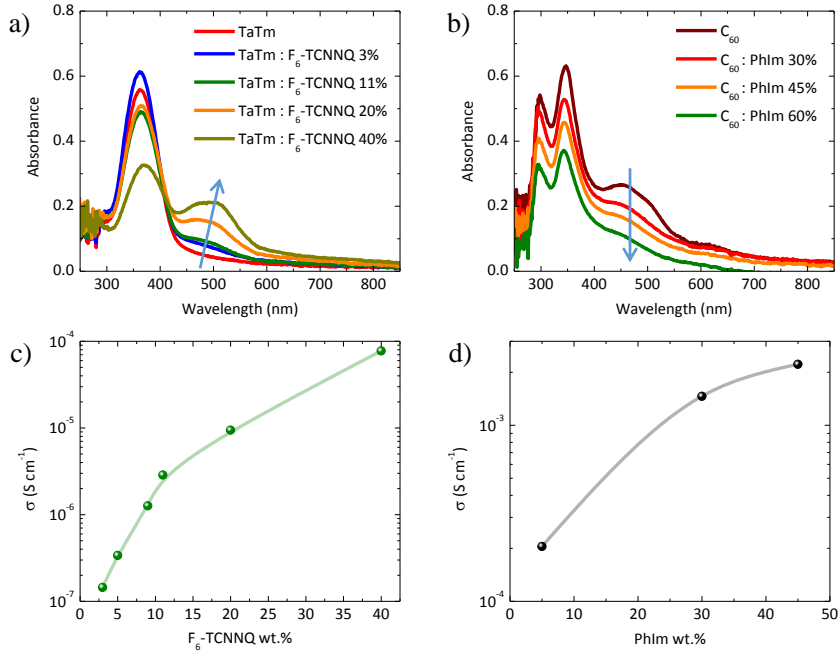 a)
TaTm
TaTm : F₆-TCNNQ 3%
TaTm : F₆-TCNNQ 11%
TaTm : F₆-TCNNQ 20%
TaTm : F₆-TCNNQ 40%
0.8
0.6
0.4
0.2
0.0
Absorbance
300 400 500 600 700 800
Wavelength (nm)
b)
C₆₀
C₆₀ : PhIm 30%
C₆₀ : PhIm 45%
C₆₀ : PhIm 60%
0.8
0.6
0.4
0.2
0.0
Absorbance
300 400 500 600 700 800
Wavelength (nm)
c)
10⁻⁴
10⁻⁵
10⁻⁶
10⁻⁷
σ (S cm⁻¹)
5 10 15 20 25 30 35 40
F₆-TCNNQ wt.%
d)
10⁻³
10⁻⁴
σ (S cm⁻¹)
0 10 20 30 40 50
PhIm wt.%